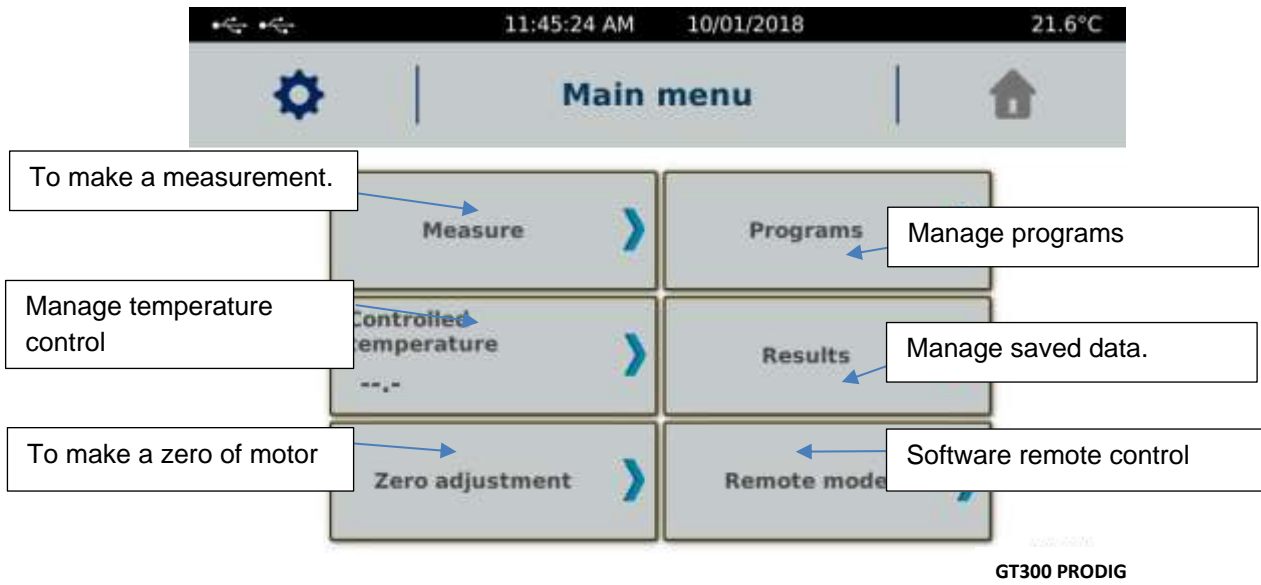 11:45:24 AM 10/01/2018 21.6°C
Main menu
To make a measurement.
Measure
Programs
Manage programs
Manage temperature
control
Controlled
temperature
--.-
Results
Manage saved data.
To make a zero of motor
Zero adjustment
Remote mode
Software remote control
GT300 PRODIG